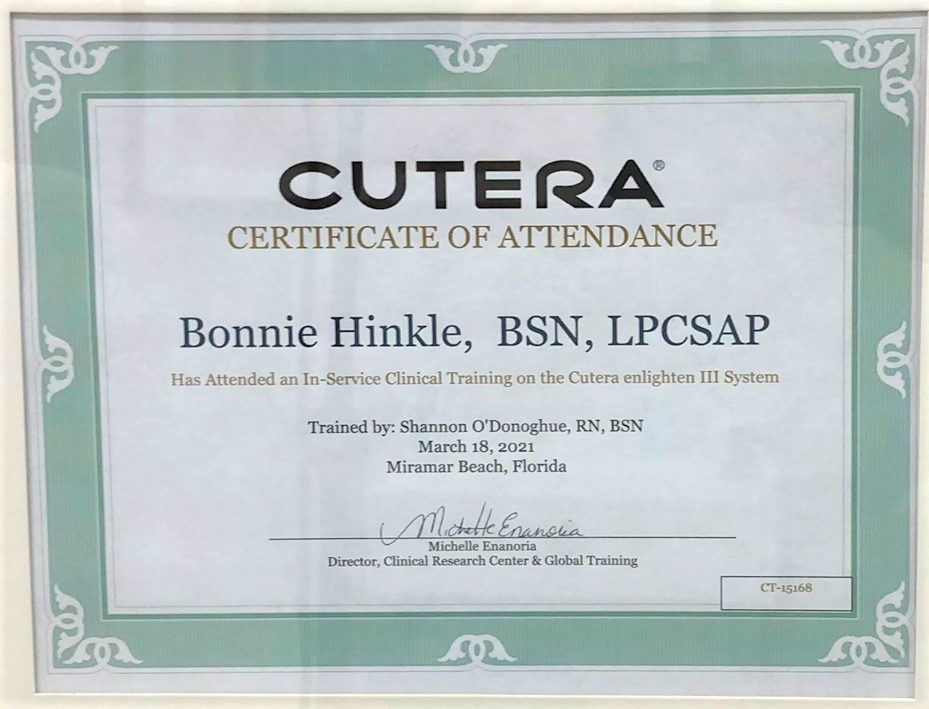 CUTERA®
CERTIFICATE OF ATTENDANCE
Bonnie Hinkle, BSN, LPCSAP
Has Attended an In-Service Clinical Training on the Cutera enlighten III System
Trained by: Shannon O'Donoghue, RN, BSN
March 18, 2021
Miramar Beach, Florida
Michelle Enanoria
Michelle Enanoria
Director, Clinical Research Center & Global Training
CT-15168